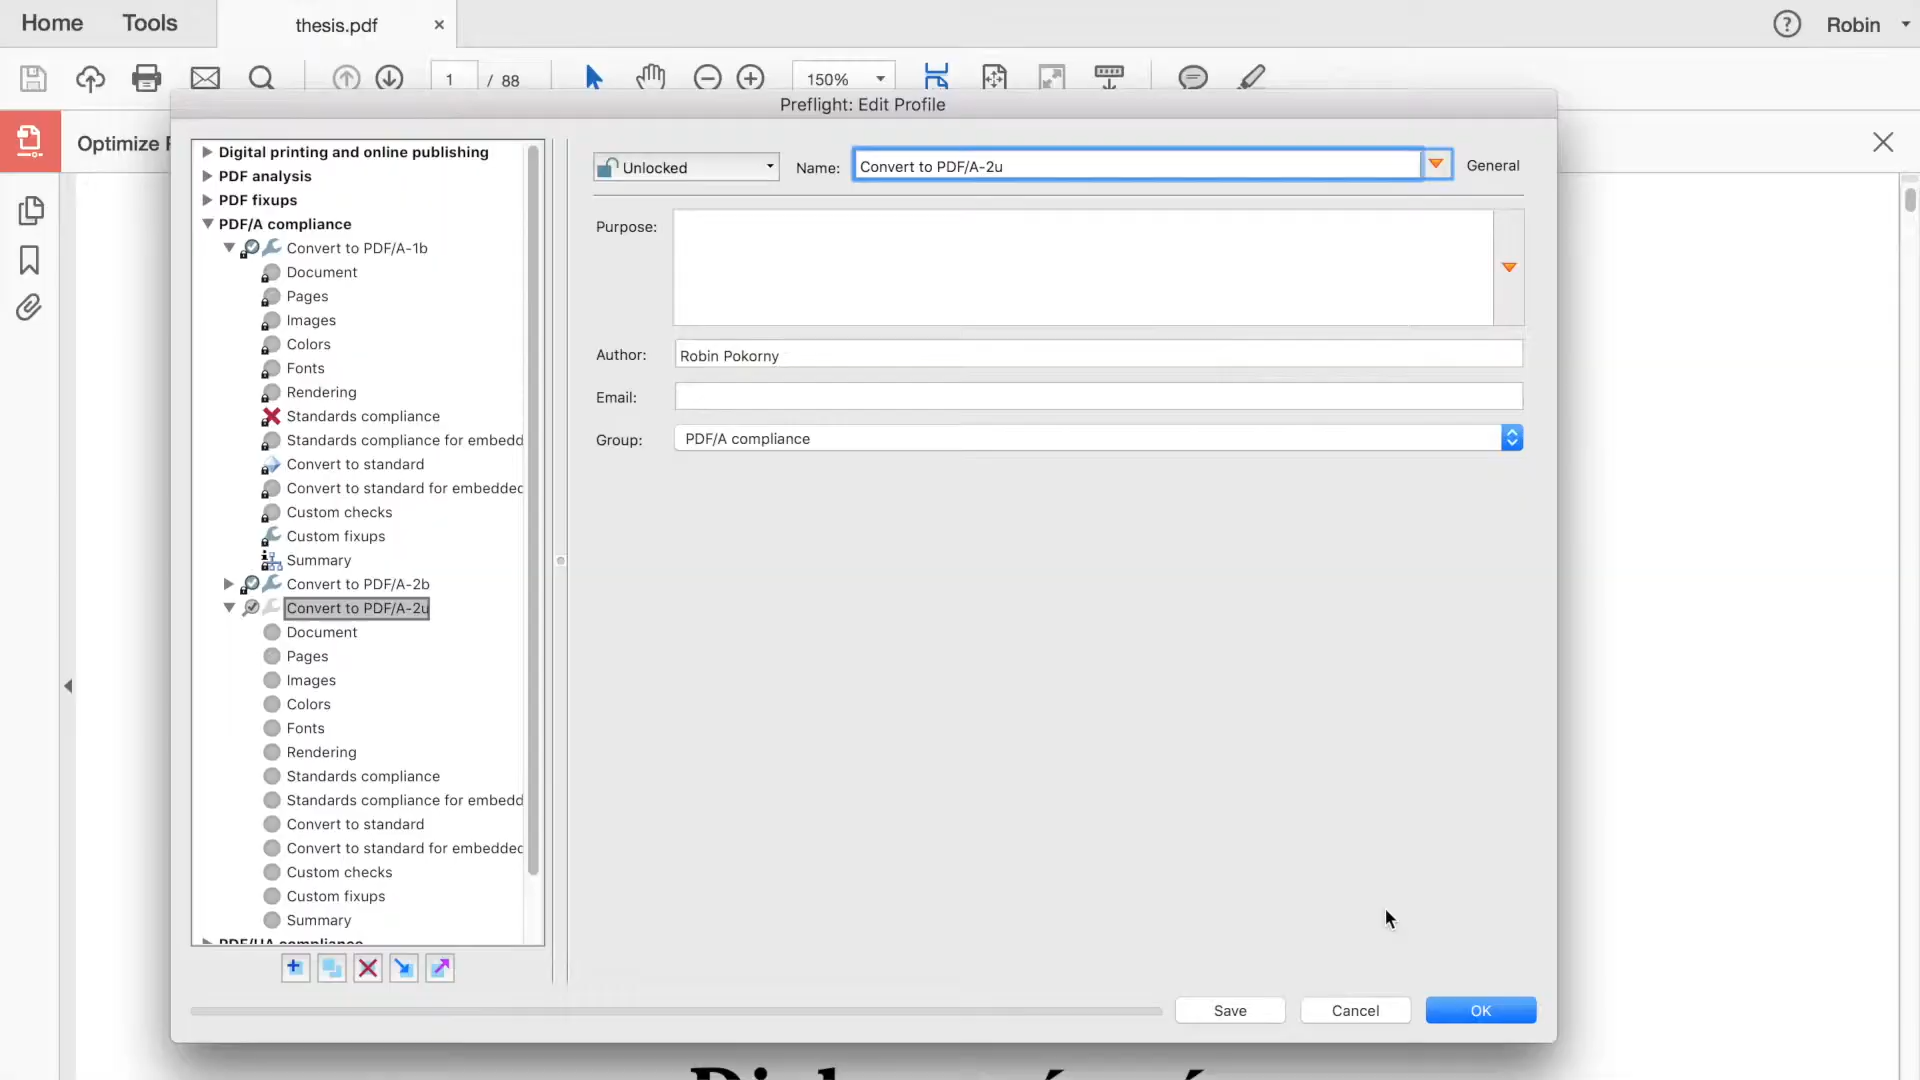 Home
Tools
thesis.pdf
Robin
1 / 88
150%
Preflight: Edit Profile
Optimize
Digital printing and online publishing
PDF analysis
PDF fixups
PDF/A compliance
Convert to PDF/A-1b
Document
Pages
Images
Colors
Fonts
Rendering
Standards compliance
Standards compliance for embedd
Convert to standard
Convert to standard for embedded
Custom checks
Custom fixups
Summary
Convert to PDF/A-2b
Convert to PDF/A-2u
Document
Pages
Images
Colors
Fonts
Rendering
Standards compliance
Standards compliance for embedd
Convert to standard
Convert to standard for embedded
Custom checks
Custom fixups
Summary
PDF/UA compliance
Unlocked
Name:
Convert to PDF/A-2u
General
Purpose:
Author:
Robin Pokorny
Email:
Group:
PDF/A compliance
Save
Cancel
OK